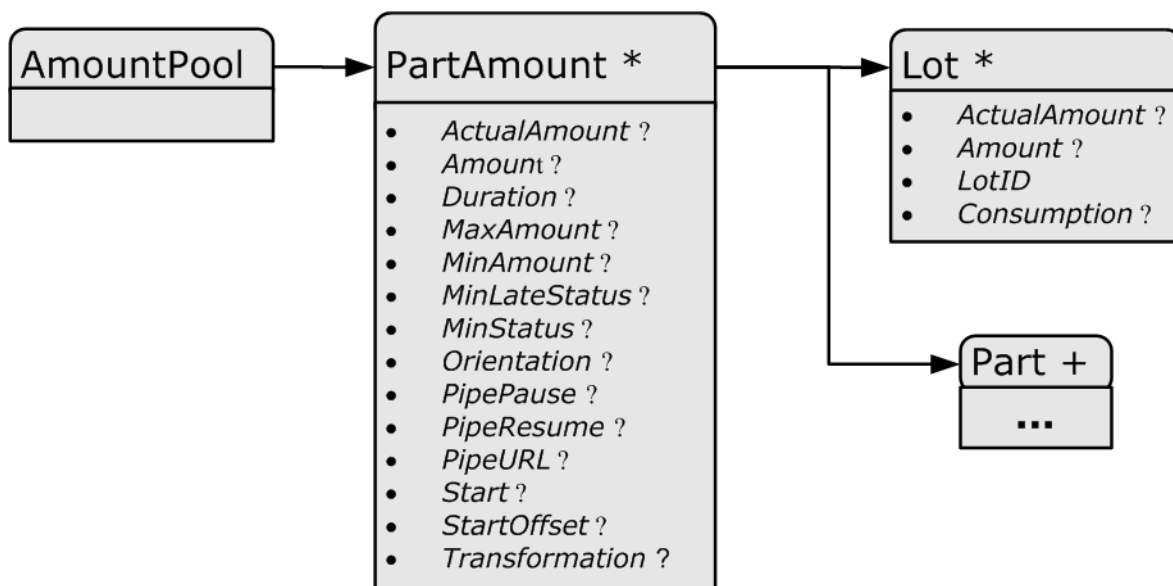 AmountPool
PartAmount *
• ActualAmount ?
• Amount ?
• Duration ?
• MaxAmount ?
• MinAmount ?
• MinLateStatus ?
• MinStatus ?
• Orientation ?
• PipePause ?
• PipeResume ?
• PipeURL ?
• Start ?
• StartOffset ?
• Transformation ?
Lot *
• ActualAmount ?
• Amount ?
• LotID
• Consumption ?
Part +
...